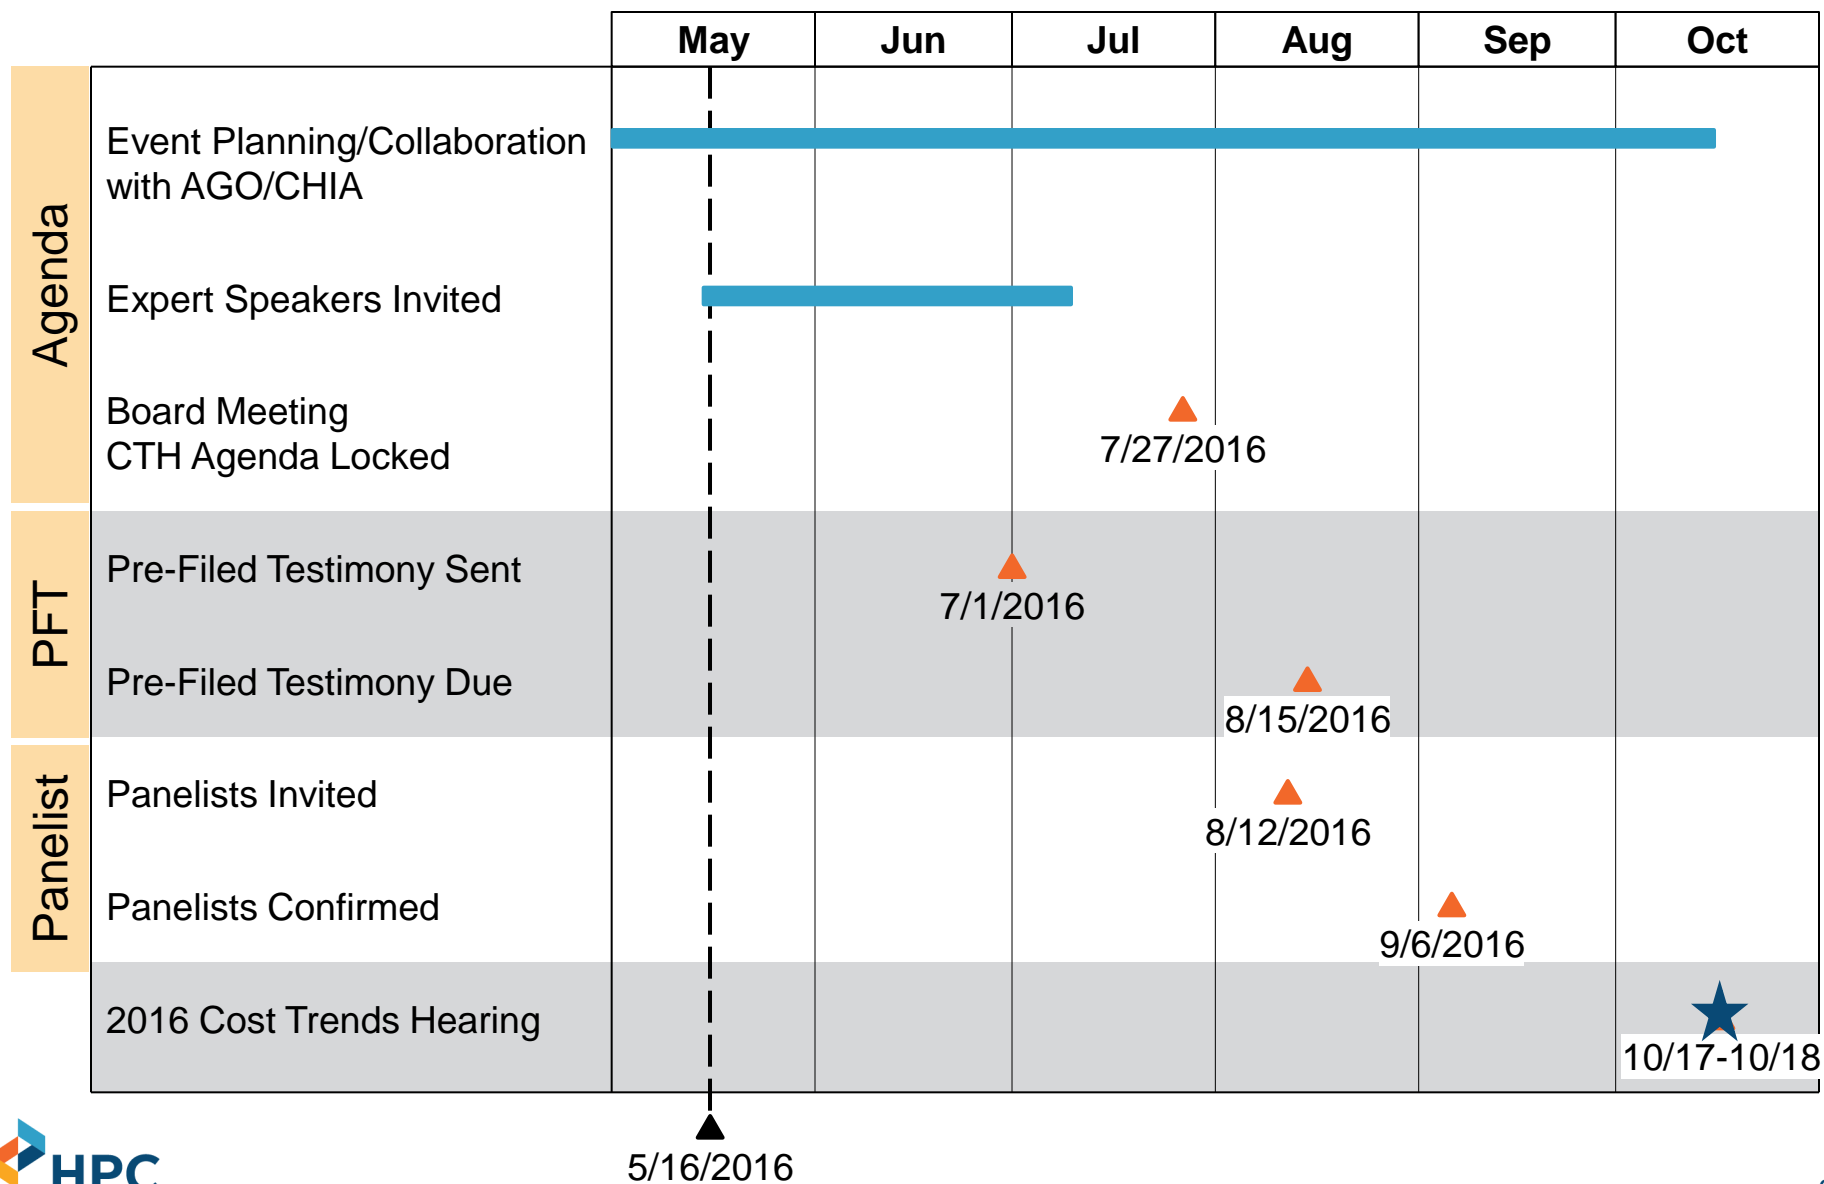 May Jun Jul Aug Sep Oct
Agenda
Event Planning/Collaboration
with AGO/CHIA
Expert Speakers Invited
Board Meeting
CTH Agenda Locked
7/27/2016
PFT
Pre-Filed Testimony Sent
7/1/2016
Pre-Filed Testimony Due
8/15/2016
Panelist
Panelists Invited
8/12/2016
Panelists Confirmed
9/6/2016
2016 Cost Trends Hearing
10/17-10/18
5/16/2016
HPC